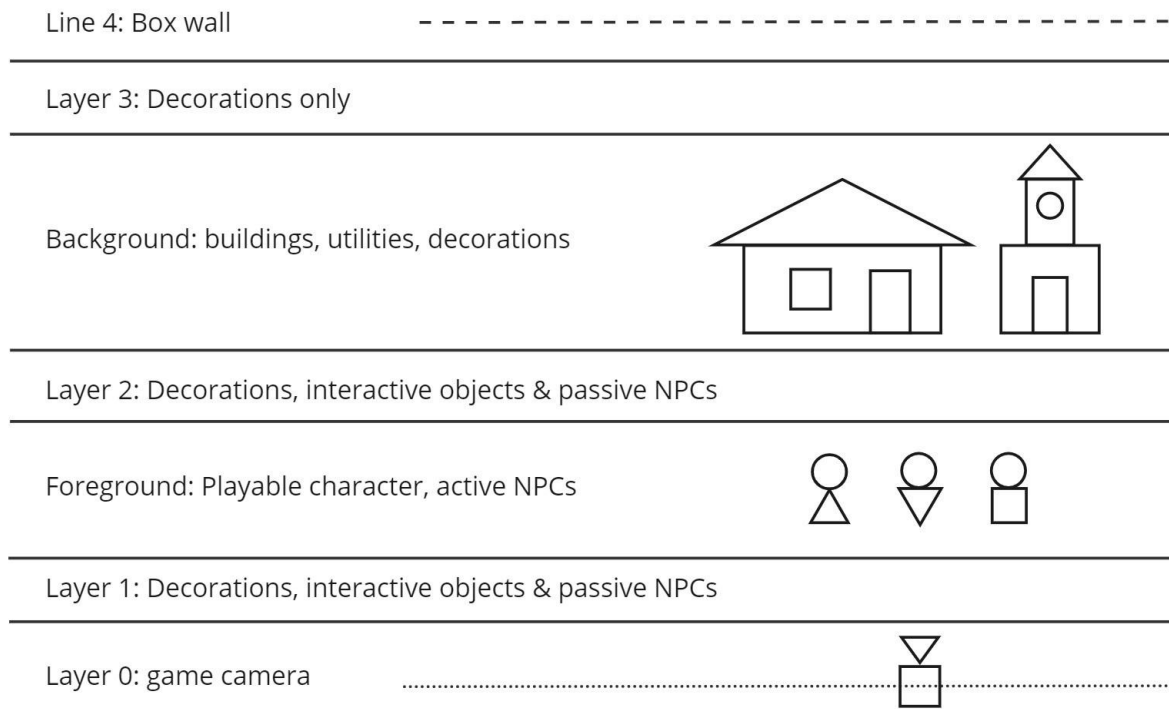 Line 4: Box wall
Layer 3: Decorations only
Background: buildings, utilities, decorations
Layer 2: Decorations, interactive objects & passive NPCs
Foreground: Playable character, active NPCs
Layer 1: Decorations, interactive objects & passive NPCs
Layer 0: game camera